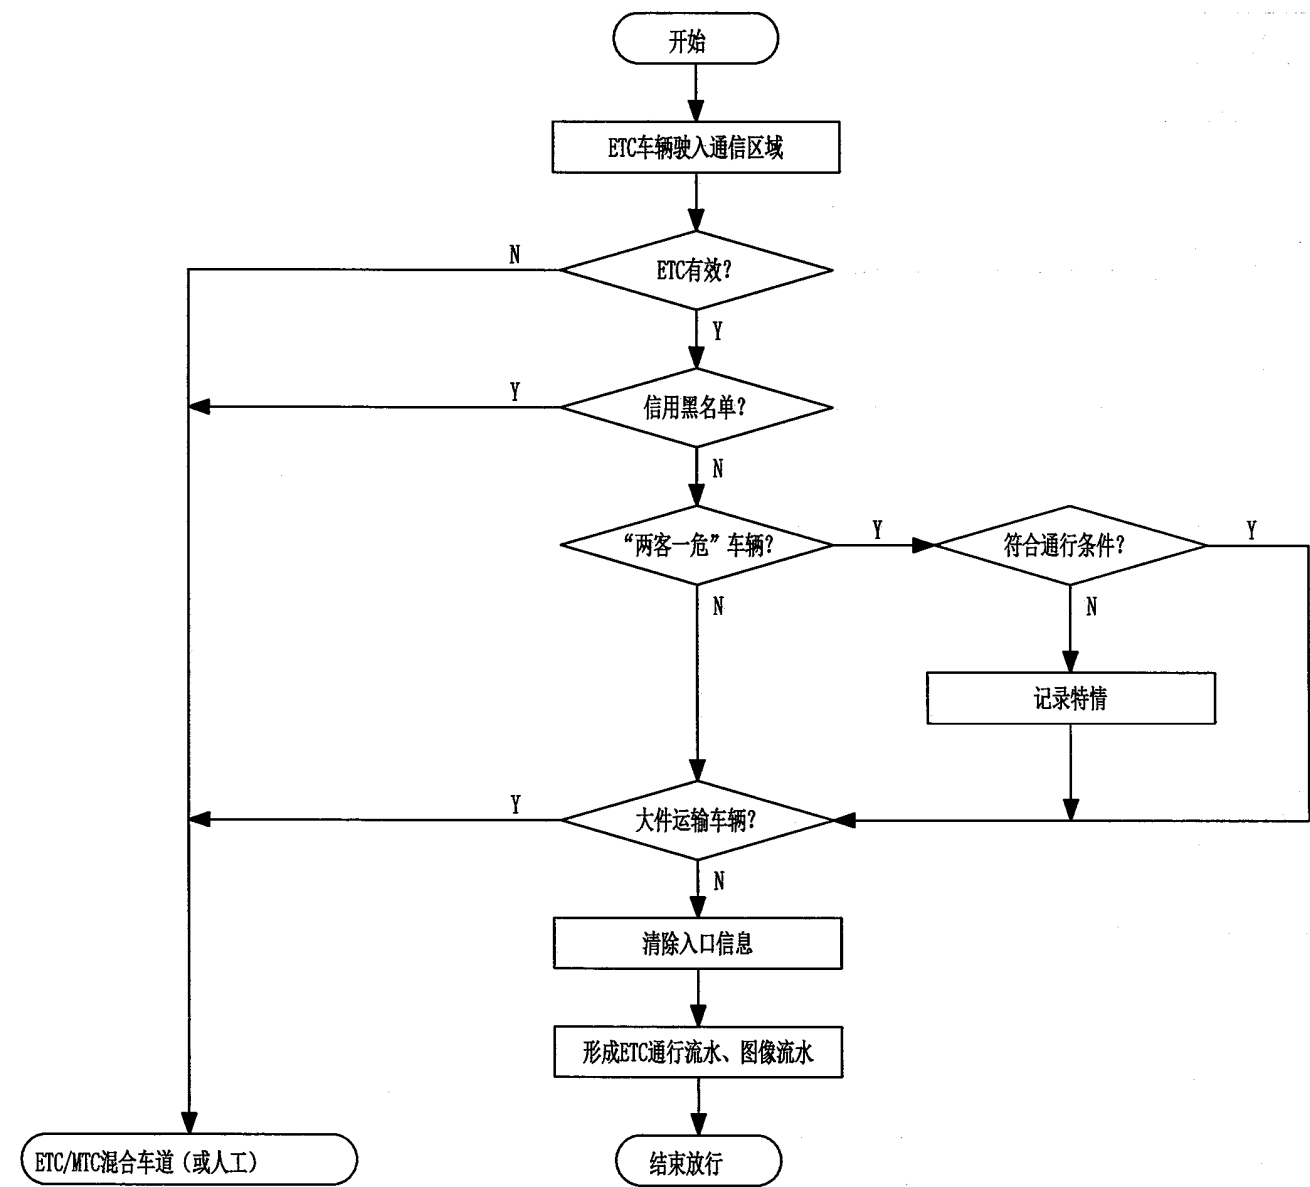 开始
ETC车辆驶入通信区域
N
ETC有效?
Y
Y
信用黑名单?
N
“两客一危”车辆?
Y
符合通行条件?
Y
N
N
记录特情
Y
大件运输车辆?
N
清除入口信息
形成ETC通行流水、图像流水
ETC/MTC混合车道（或人工）
结束放行